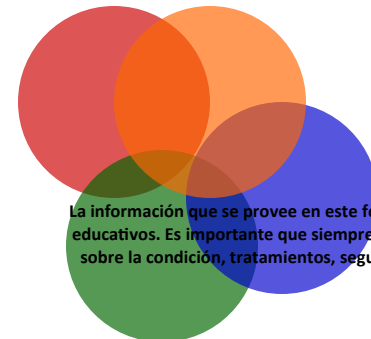 La información que se provee en este
educativos. Es importante que siempre
sobre la condición, tratamientos,